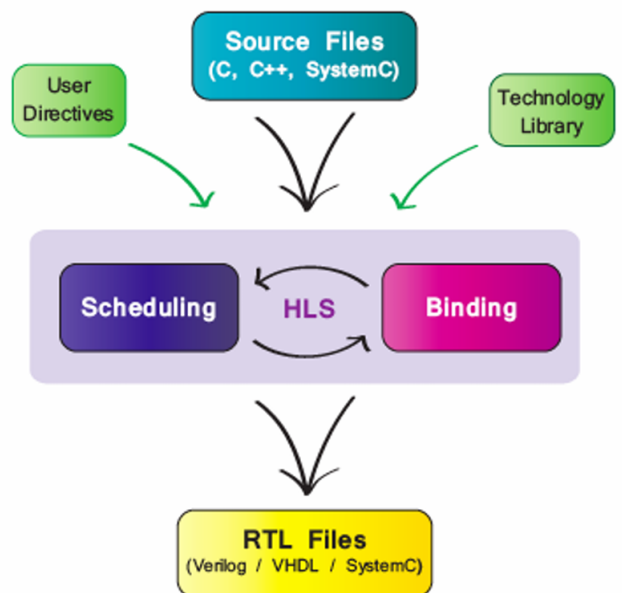 Source Files
(C, C++, SystemC)
User
Directives
Technology
Library
Scheduling
HLS
Binding
RTL Files
(Verilog / VHDL / SystemC)